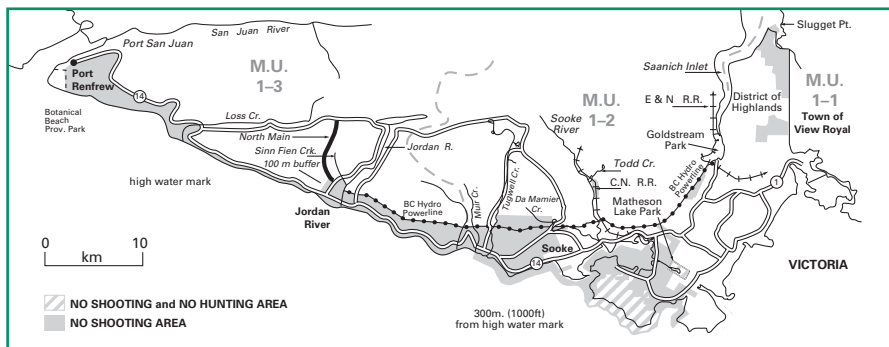 Slugget Pt.
San Juan River
Port San Juan
M.U.
1–3
Saanich Inlet
Port
Renfrew
14
District of
Highlands
M.U.
1–1
Town of
View Royal
E & N R.R.
M.U.
1–2
Sooke
River
Botanical
Beach
Prov. Park
Loss Cr.
North Main
Sinn Fien Crk.
100 m buffer
Jordan R.
Goldstream
Park
Todd Cr.
C.N. R.R.
BC Hydro
Powerline
1
high water mark
Tugwell Cr.
Muir Cr.
Da Mamier
Cr.
Matheson
Lake Park
Jordan
River
BC Hydro
Powerline
Sooke
14
VICTORIA
0 10
km
NO SHOOTING and NO HUNTING AREA
NO SHOOTING AREA
300m. (1000ft)
from high water mark